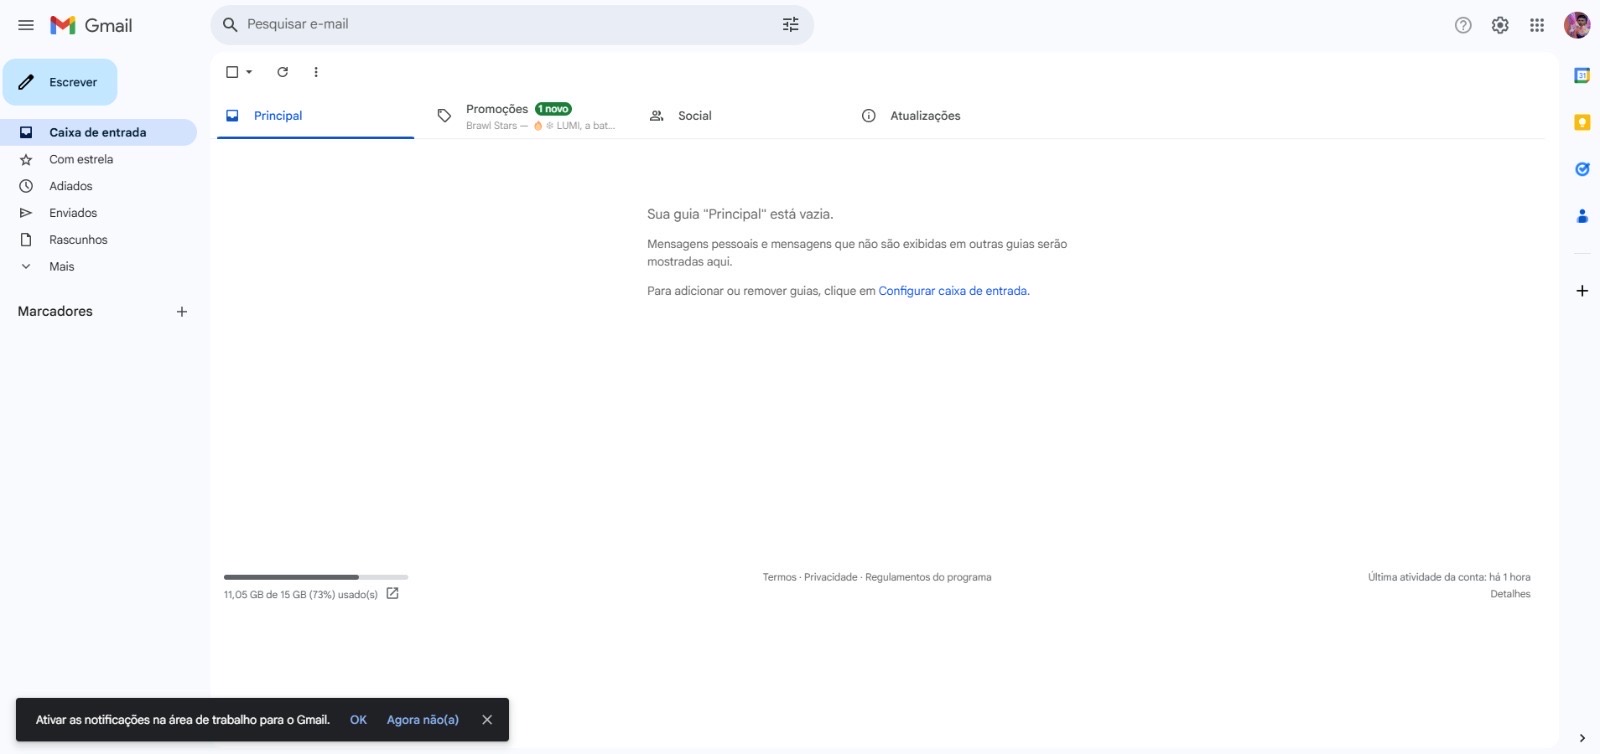 Gmail
Pesquisar e-mail
Escrever
Caixa de entrada
Com estrela
Adiados
Enviados
Rascunhos
Mais
Marcadores
Principal
Promoções 1 novo
Brawl Stars — 🔥 ❄ LUMI, a bat...
Social
Atualizações
Sua guia "Principal" está vazia.
Mensagens pessoais e mensagens que não são exibidas em outras guias serão
mostradas aqui.
Para adicionar ou remover guias, clique em Configurar caixa de entrada.
11,05 GB de 15 GB (73%) usado(s)
Termos · Privacidade · Regulamentos do programa
Última atividade da conta: há 1 hora
Detalhes
Ativar as notificações na área de trabalho para o Gmail. OK Agora não(a)
31